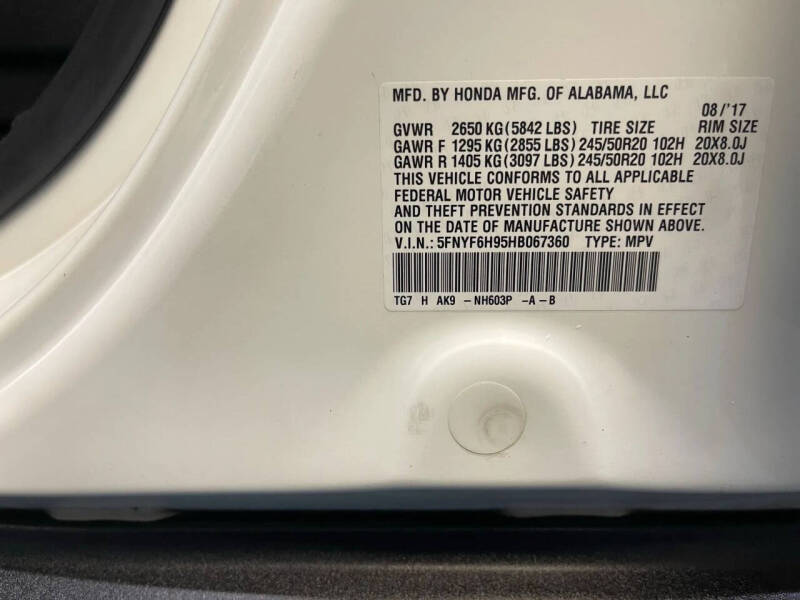 MFD. BY HONDA MFG. OF ALABAMA, LLC
08/'17
GVWR 2650 KG(5842 LBS) TIRE SIZE RIM SIZE
GAWR F 1295 KG(2855 LBS) 245/50R20 102H 20X8.0J
GAWR R 1405 KG(3097 LBS) 245/50R20 102H 20X8.0J
THIS VEHICLE CONFORMS TO ALL APPLICABLE
FEDERAL MOTOR VEHICLE SAFETY
AND THEFT PREVENTION STANDARDS IN EFFECT
ON THE DATE OF MANUFACTURE SHOWN ABOVE.
V.I.N.: 5FNYF6H95HB067360 TYPE: MPV
TG7 H AK9 -NH603P -A-B